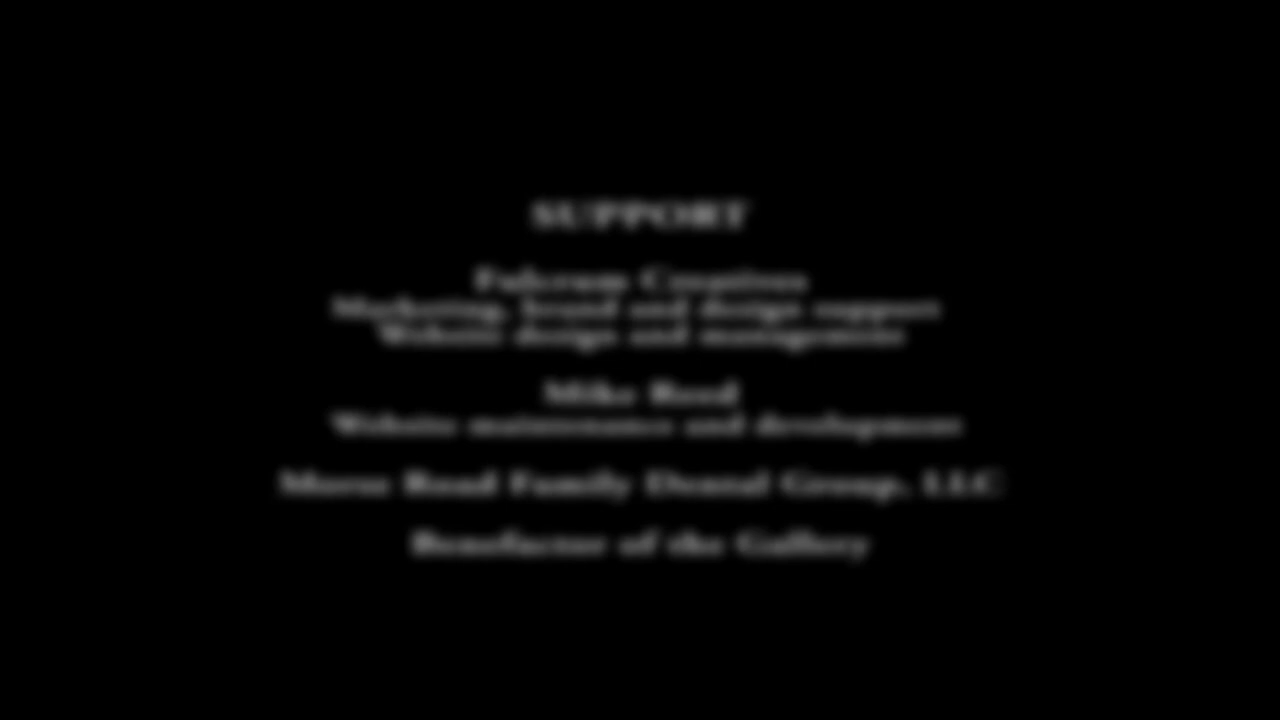 SUPPORT
Fulcrum Creatives
Marketing, brand and design support
Website design and management
Mike Reed
Website maintenance and development
Morse Road Family Dental Group, LLC
Benefactor of the Gallery